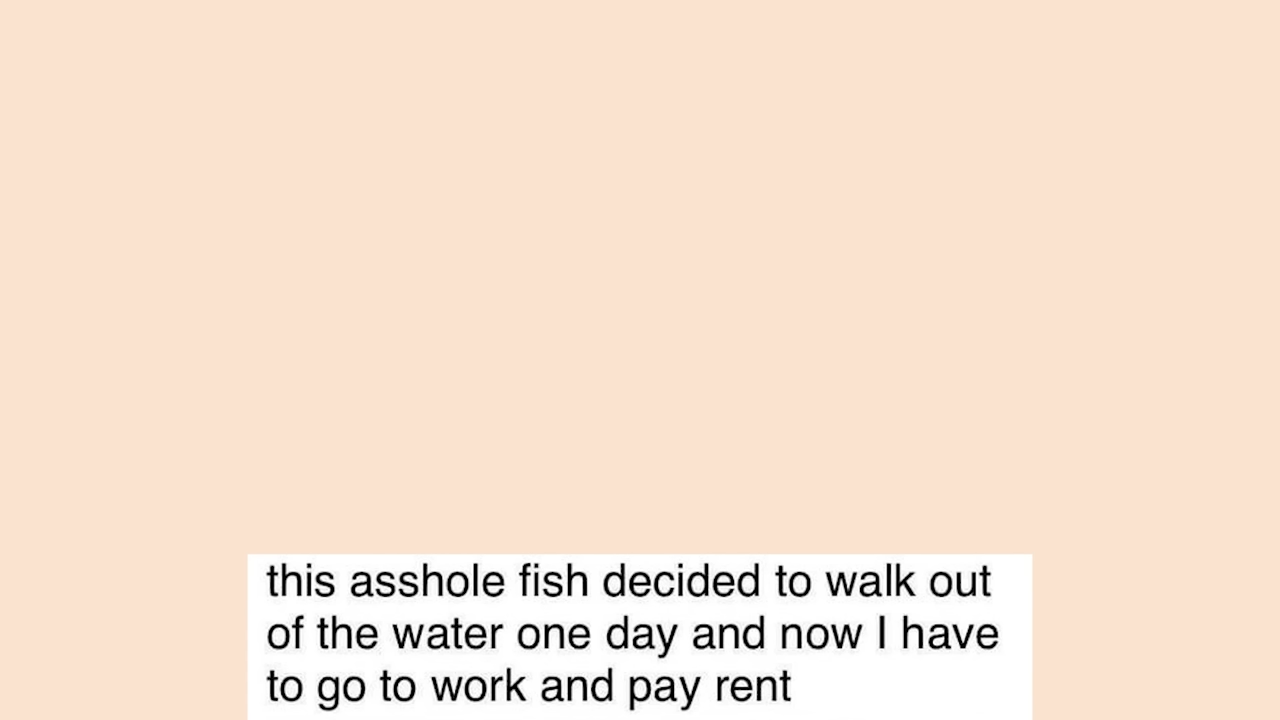 this asshole fish decided to walk out
of the water one day and now I have
to go to work and pay rent